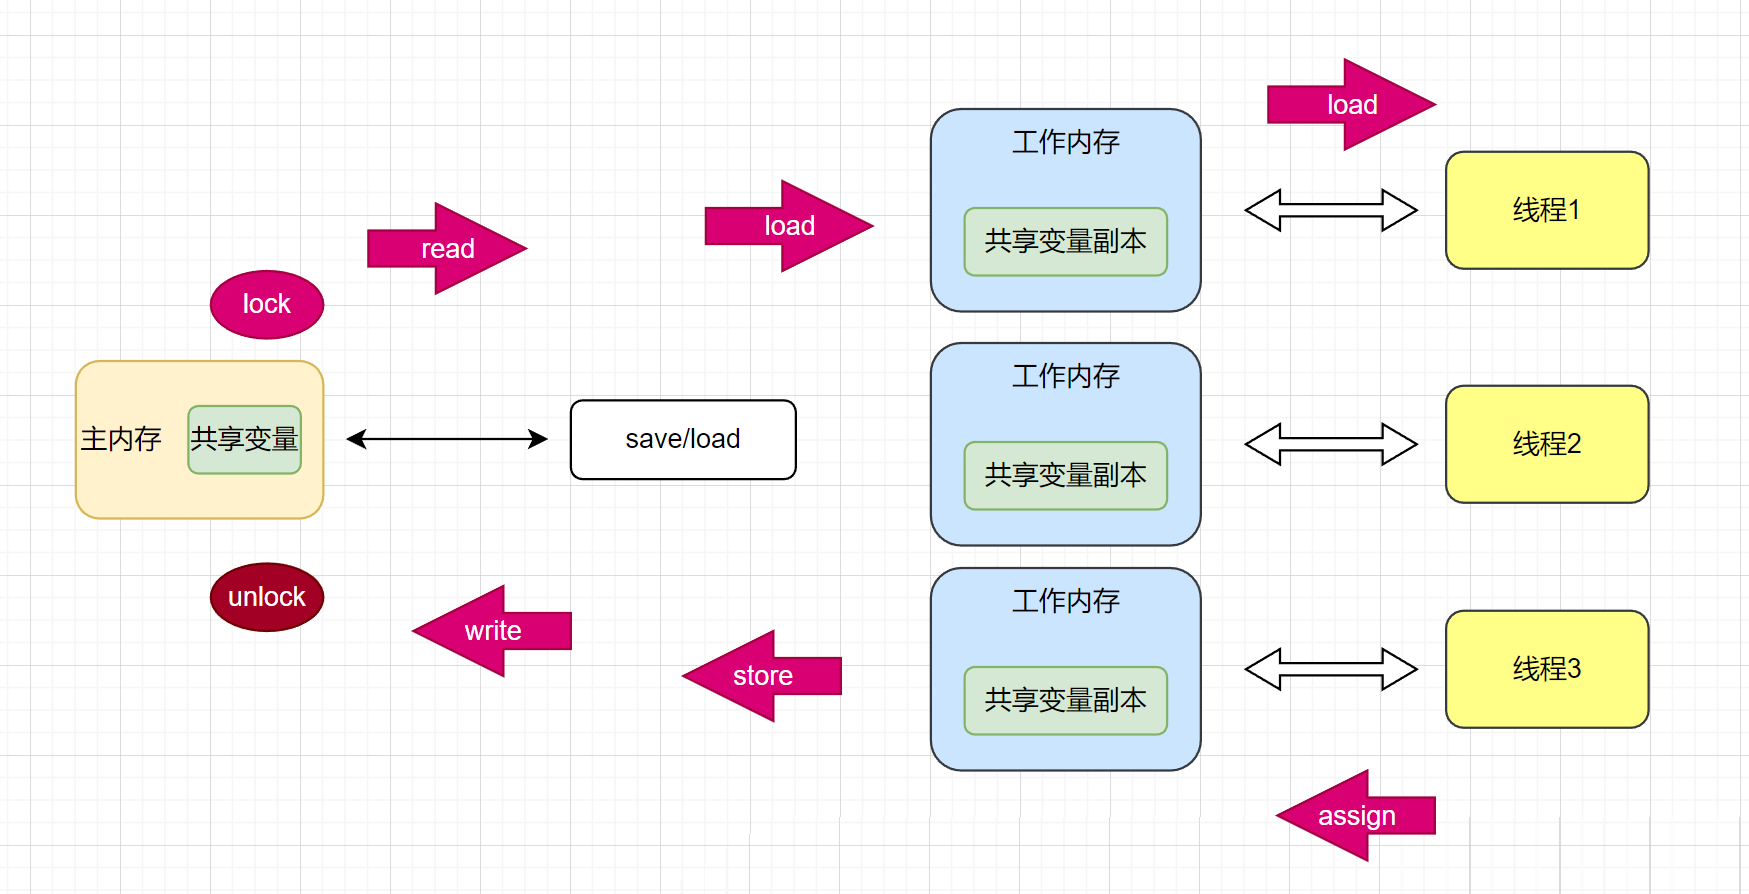 load
工作内存
共享变量副本
线程1
read
load
lock
主内存
共享变量
save/load
工作内存
共享变量副本
线程2
unlock
write
store
工作内存
共享变量副本
线程3
assign